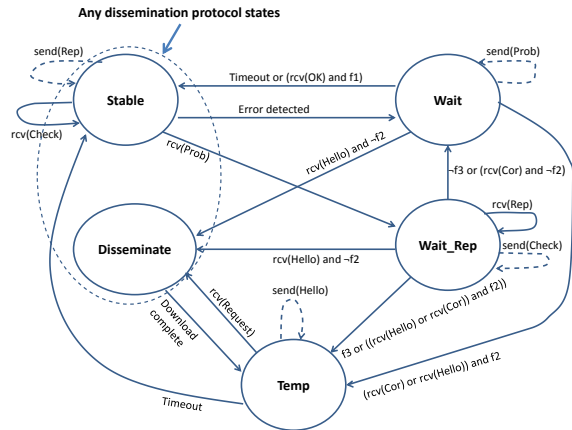 Any dissemination protocol states
send(Rep)
send(Prob)
Stable
Timeout or (rcv(OK) and f1)
Wait
Error detected
rcv(Check)
rcv(Prob)
rcv(Hello) and ¬f2
¬f3 or (rcv(Cor) and ¬f2)
rcv(Rep)
Disseminate
Wait_Rep
rcv(Hello) and ¬f2
send(Check)
send(Hello)
rcv(Request)
Download
complete
f3 or ((rcv(Hello) or rcv(Cor)) and f2))
Temp
(rcv(Cor) or rcv(Hello)) and f2
Timeout